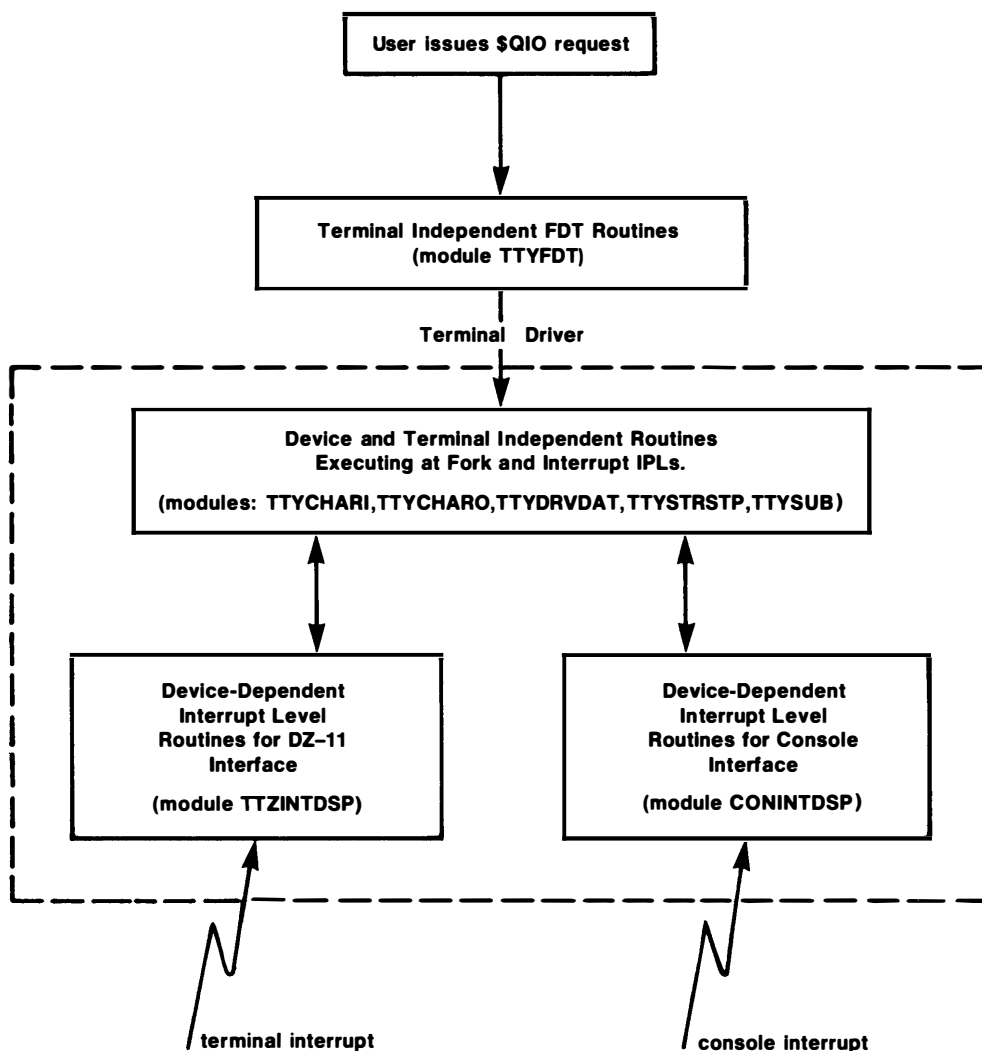 User issues $QIO request
Terminal Independent FDT Routines
(module TTYFDT)
Terminal Driver
Device and Terminal Independent Routines
Executing at Fork and Interrupt IPLs.
(modules: TTYCHARI,TTYCHARO,TTYDRVDAT,TTYSTRSTP,TTYSUB)
Device-Dependent
Interrupt Level
Routines for DZ–11
Interface
(module TTZINTDSP)
Device-Dependent
Interrupt Level
Routines for Console
Interface
(module CONINTDSP)
terminal interrupt
console interrupt